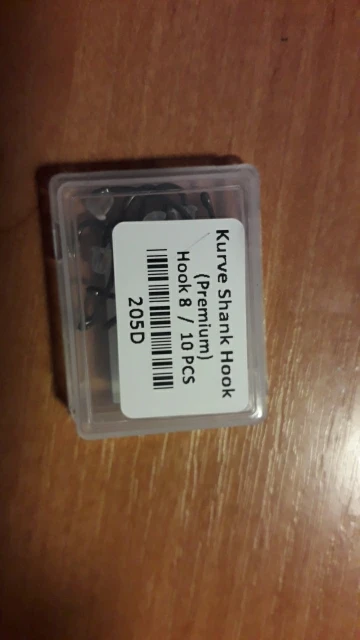 Kurve Shank Hook
(Premium)
Hook 8 / 10 PCS
205D